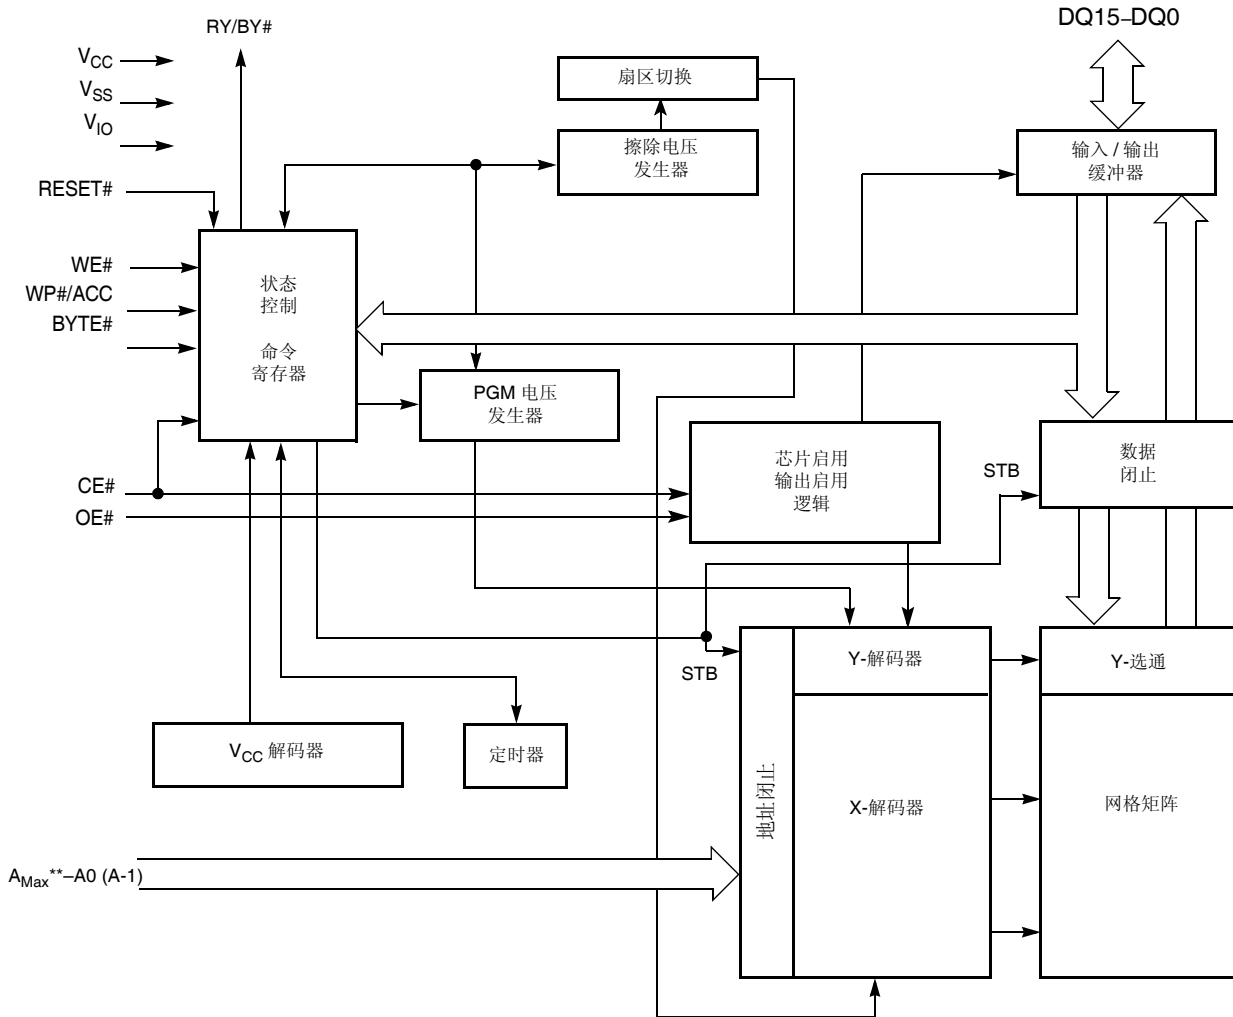 RY/BY#
DQ15–DQ0
VCC
VSS
VIO
扇区切换
擦除电压
发生器
输入 / 输出
缓冲器
RESET#
WE#
WP#/ACC
BYTE#
状态
控制
命令
寄存器
PGM 电压
发生器
CE#
OE#
芯片启用
输出启用
逻辑
STB
数据
闭止
STB
Y-解码器
Y-选通
VCC 解码器
定时器
地址闭止
X-解码器
网格矩阵
AMax**–A0 (A-1)